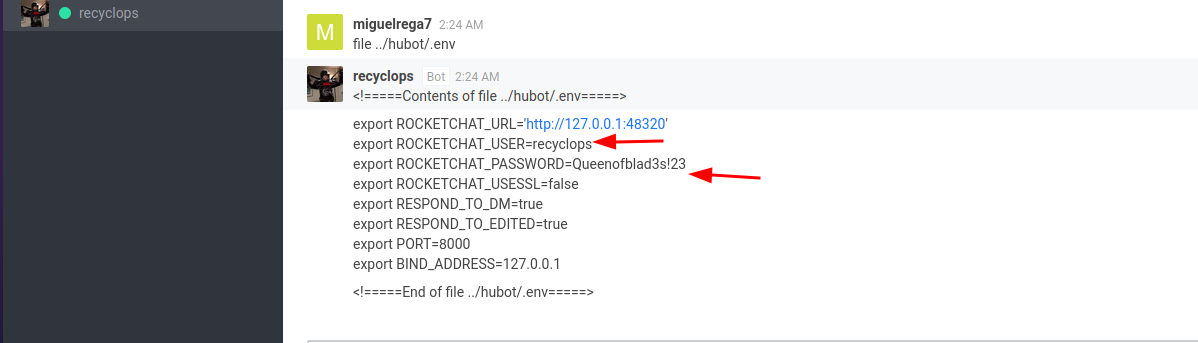 recyclops
M
miguelrega7 2:24 AM
file ../hubot/.env
recyclops Bot 2:24 AM
<!=====Contents of file ../hubot/.env=====>
export ROCKETCHAT_URL='http://127.0.0.1:48320'
export ROCKETCHAT_USER=recyclops
export ROCKETCHAT_PASSWORD=Queenofblad3s!23
export ROCKETCHAT_USESSL=false
export RESPOND_TO_DM=true
export RESPOND_TO_EDITED=true
export PORT=8000
export BIND_ADDRESS=127.0.0.1
<!=====End of file ../hubot/.env=====>